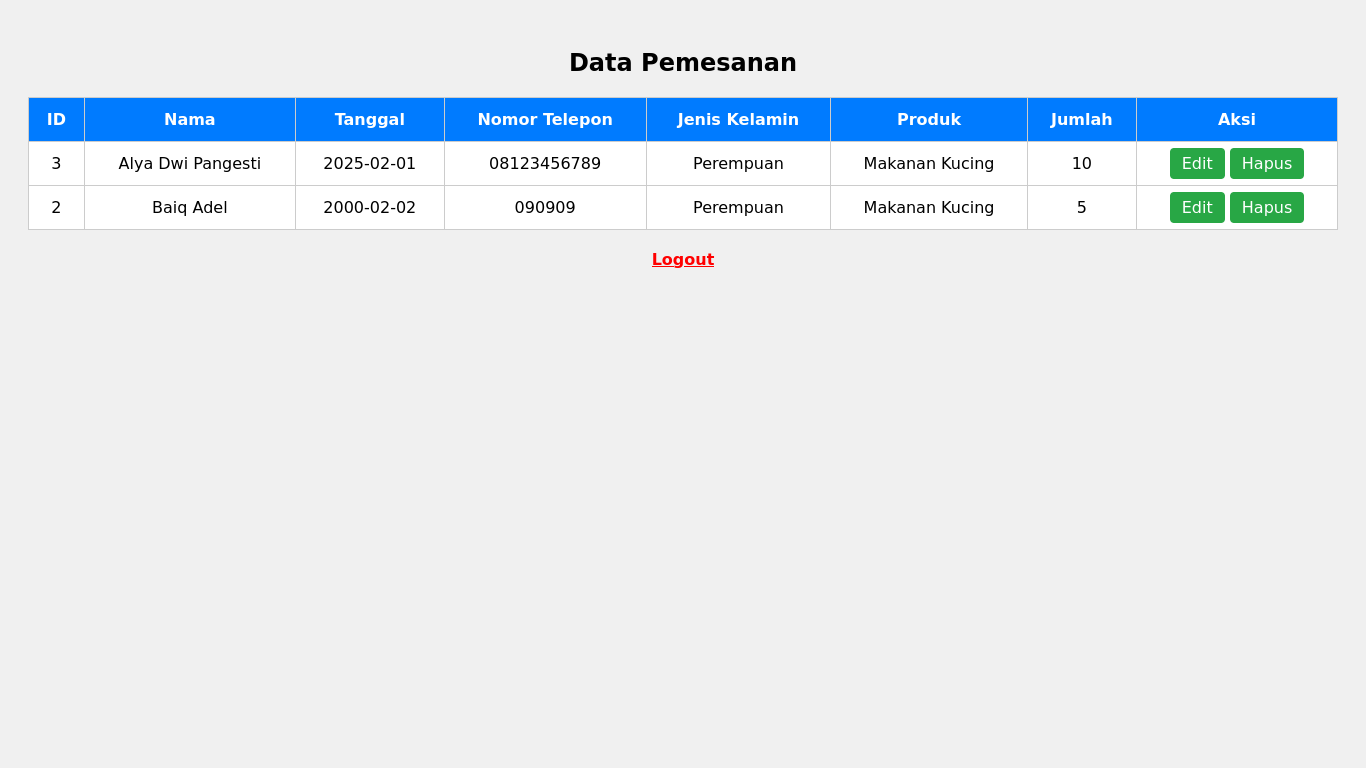 Data Pemesanan
ID Nama Tanggal Nomor Telepon Jenis Kelamin Produk Jumlah Aksi
3 Alya Dwi Pangesti 2025-02-01 08123456789 Perempuan Makanan Kucing 10 Edit Hapus
2 Baiq Adel 2000-02-02 090909 Perempuan Makanan Kucing 5 Edit Hapus
Logout